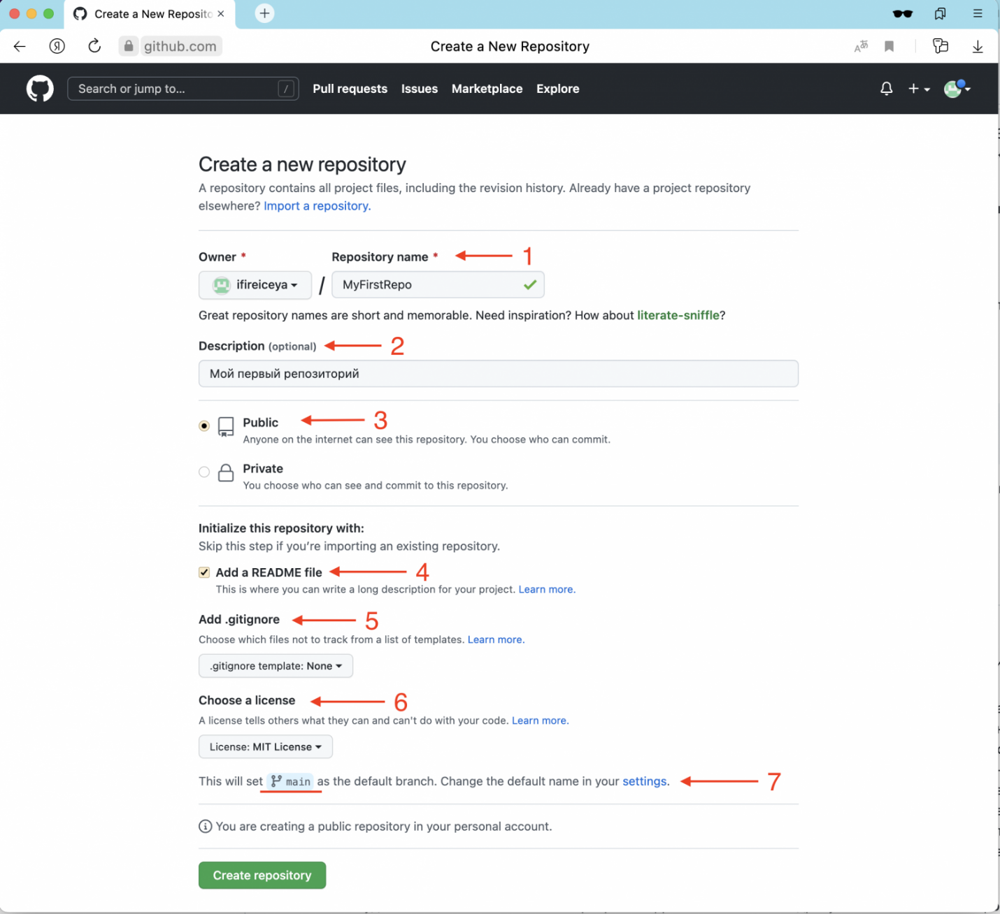 Create a New Reposito
github.com
Create a New Repository
Search or jump to...
/
Pull requests
Issues
Marketplace
Explore
Create a new repository
A repository contains all project files, including the revision history. Already have a project repository
elsewhere? Import a repository.
Owner *
Repository name *
1
ifireiceya
/
MyFirstRepo
Great repository names are short and memorable. Need inspiration? How about literate-sniffle?
Description (optional)
2
Мой первый репозиторий
Public
3
Anyone on the internet can see this repository. You choose who can commit.
Private
You choose who can see and commit to this repository.
Initialize this repository with:
Skip this step if you’re importing an existing repository.
Add a README file
4
This is where you can write a long description for your project. Learn more.
Add .gitignore
5
Choose which files not to track from a list of templates. Learn more.
.gitignore template: None
Choose a license
6
A license tells others what they can and can't do with your code. Learn more.
License: MIT License
This will set main as the default branch. Change the default name in your settings.
7
You are creating a public repository in your personal account.
Create repository